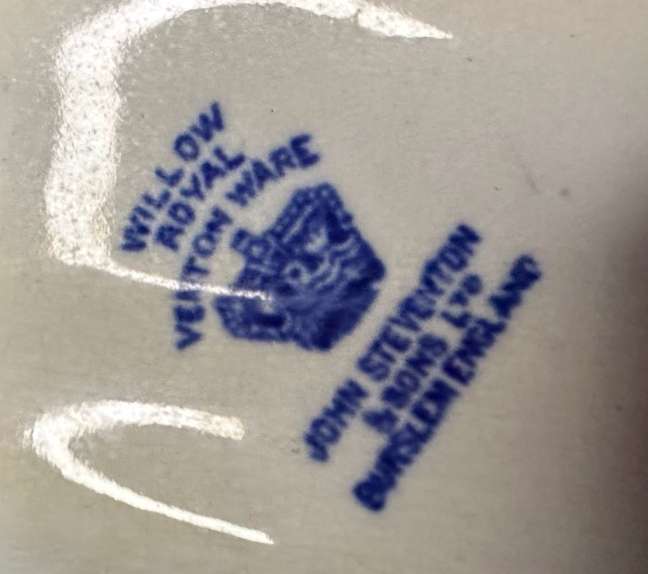 WILLOW
ROYAL
VENTON WARE
JOHN STEVENTON
& SONS LTD
BURSLEM ENGLAND